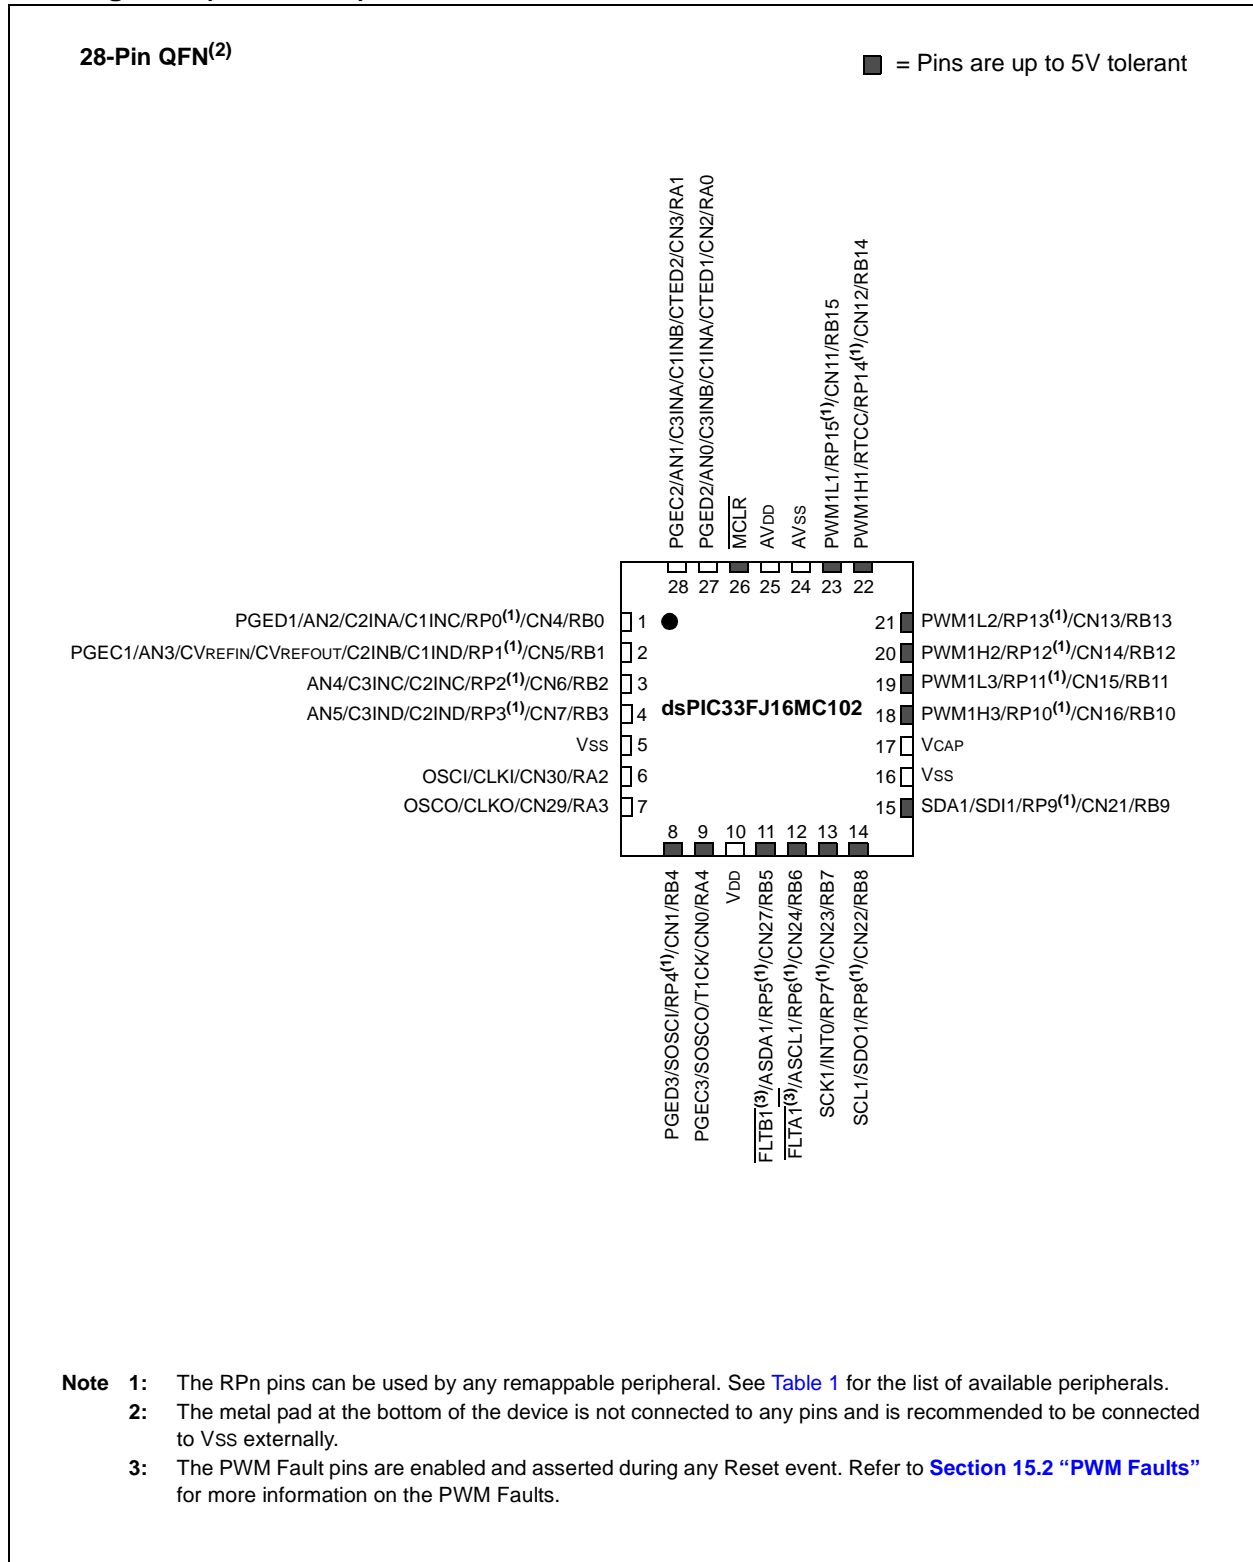 28-Pin QFN(2)
= Pins are up to 5V tolerant
PGEC2/AN1/C3INA/C1INB/CTED2/CN3/RA1
PGED2/AN0/C3INB/C1INA/CTED1/CN2/RA0
MCLR
AVDD
AVSS
PWM1L1/RP15(1)/CN11/RB15
PWM1H1/RTCC/RP14(1)/CN12/RB14
28 27 26 25 24 23 22
PGED1/AN2/C2INA/C1INC/RP0(1)/CN4/RB0 1
PGEC1/AN3/CVREFIN/CVREFOUT/C2INB/C1IND/RP1(1)/CN5/RB1 2
AN4/C3INC/C2INC/RP2(1)/CN6/RB2 3
AN5/C3IND/C2IND/RP3(1)/CN7/RB3 4
VSS 5
OSCI/CLKI/CN30/RA2 6
OSCO/CLKO/CN29/RA3 7
dsPIC33FJ16MC102
21 PWM1L2/RP13(1)/CN13/RB13
20 PWM1H2/RP12(1)/CN14/RB12
19 PWM1L3/RP11(1)/CN15/RB11
18 PWM1H3/RP10(1)/CN16/RB10
17 VCAP
16 VSS
15 SDA1/SDI1/RP9(1)/CN21/RB9
8 9 10 11 12 13 14
PGED3/SOSCI/RP4(1)/CN1/RB4
PGEC3/SOSCO/T1CK/CN0/RA4
VDD
FLTB1(3)/ASDA1/RP5(1)/CN27/RB5
FLTA1(3)/ASCL1/RP6(1)/CN24/RB6
SCK1/INT0/RP7(1)/CN23/RB7
SCL1/SDO1/RP8(1)/CN22/RB8
Note 1: The RPn pins can be used by any remappable peripheral. See Table 1 for the list of available peripherals.
2: The metal pad at the bottom of the device is not connected to any pins and is recommended to be connected
to VSS externally.
3: The PWM Fault pins are enabled and asserted during any Reset event. Refer to Section 15.2 “PWM Faults”
for more information on the PWM Faults.